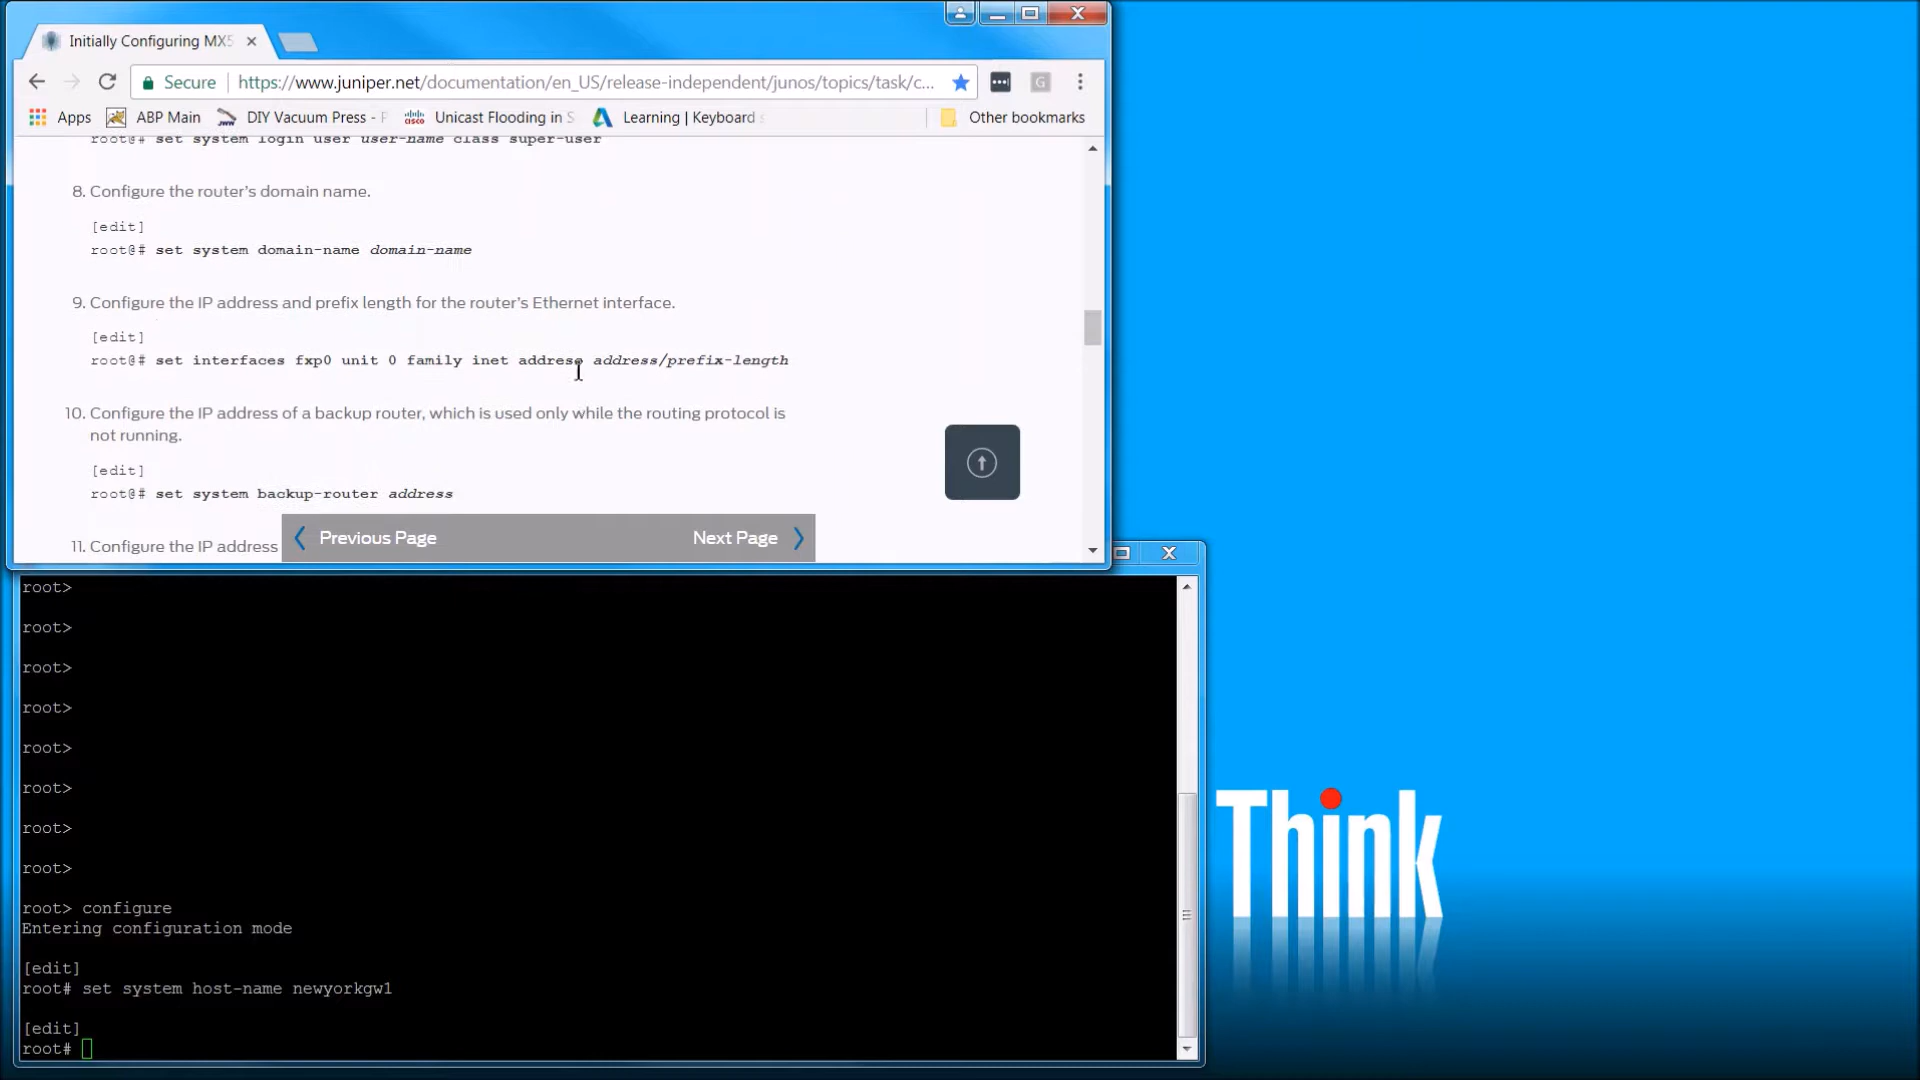 Initially Configuring MX5
Secure
https://www.juniper.net/documentation/en_US/release-independent/junos/topics/task/c...
Apps
ABP Main
DIY Vacuum Press - F
Unicast Flooding in S
Learning | Keyboard s
Other bookmarks
root@# set system login user user-name class super-user
8. Configure the router's domain name.
[edit]
root@# set system domain-name domain-name
9. Configure the IP address and prefix length for the router's Ethernet interface.
[edit]
root@# set interfaces fxp0 unit 0 family inet address address/prefix-length
10. Configure the IP address of a backup router, which is used only while the routing protocol is
not running.
[edit]
root@# set system backup-router address
11. Configure the IP address
Previous Page
Next Page
root>
root>
root>
root>
root>
root>
root>
root>
root> configure
Entering configuration mode
[edit]
root# set system host-name newyorkgw1
[edit]
root#
Think